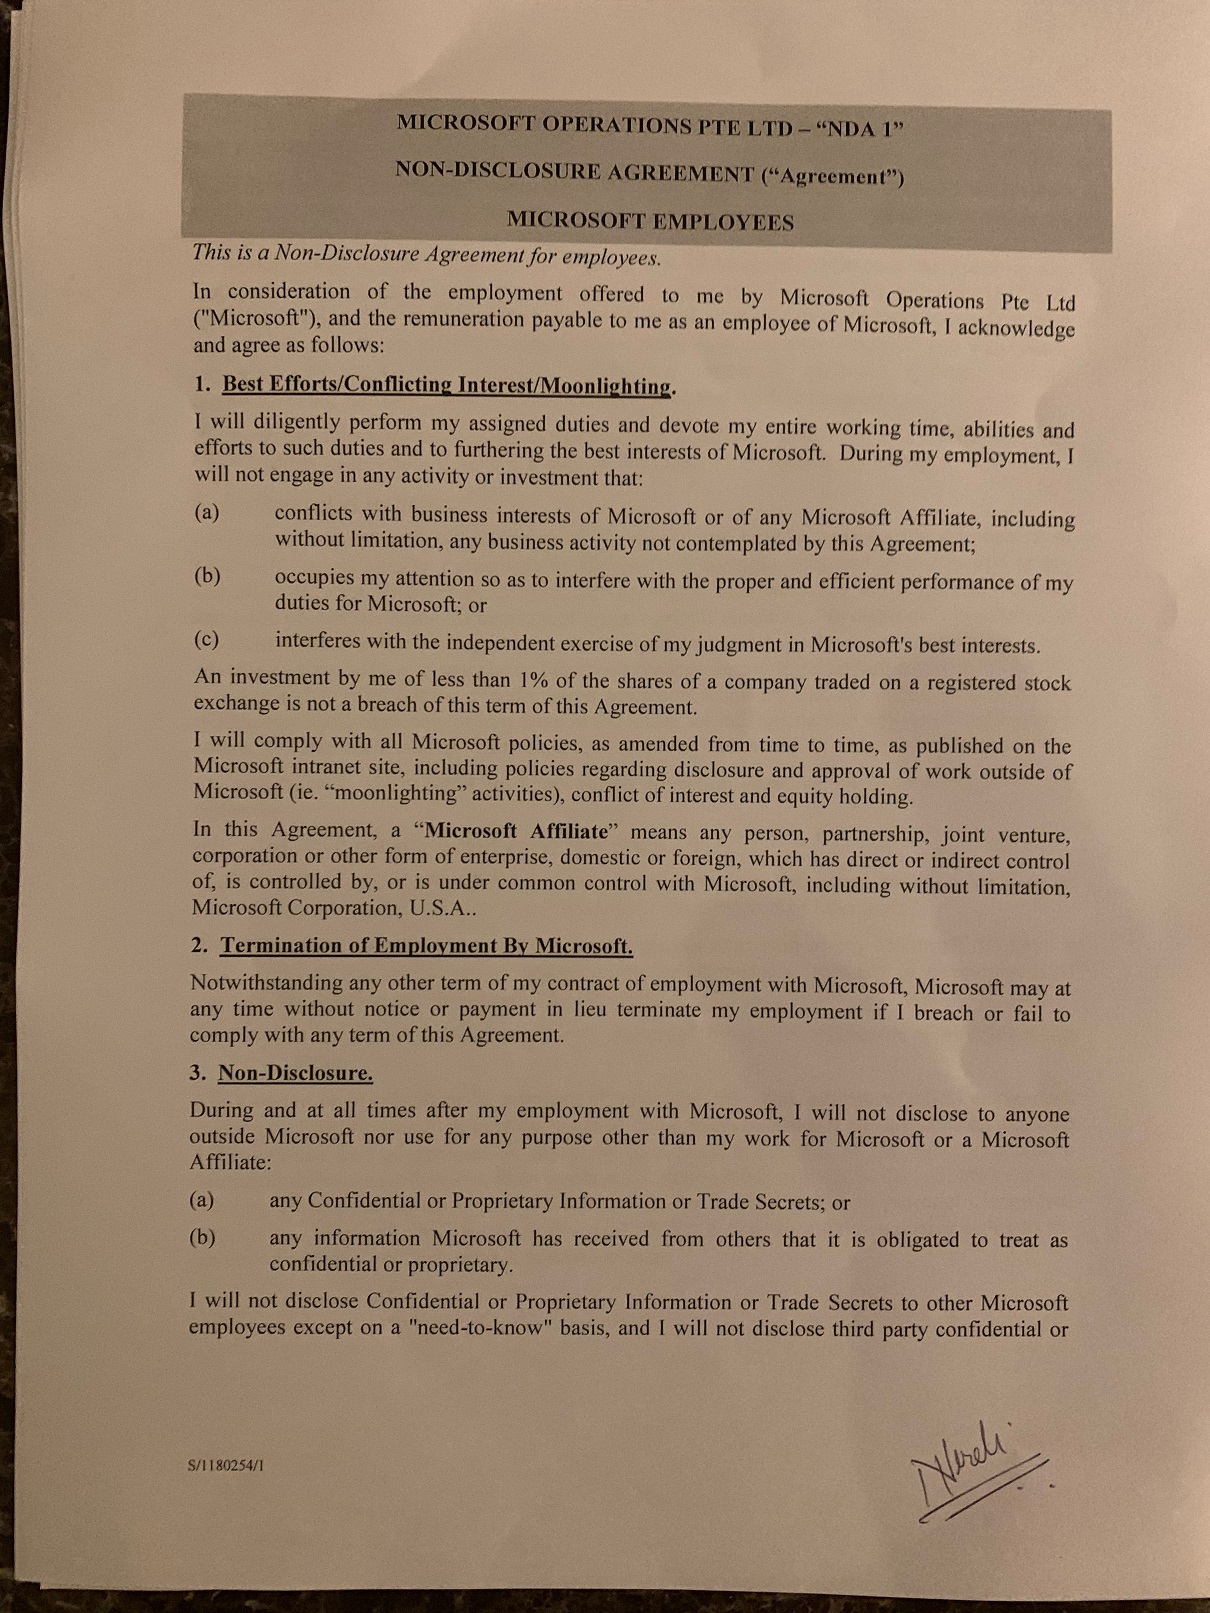 MICROSOFT OPERATIONS PTE LTD – “NDA 1”
NON-DISCLOSURE AGREEMENT (“Agreement”)
MICROSOFT EMPLOYEES
This is a Non-Disclosure Agreement for employees.
In consideration of the employment offered to me by Microsoft Operations Pte Ltd
("Microsoft"), and the remuneration payable to me as an employee of Microsoft, I acknowledge
and agree as follows:
1. Best Efforts/Conflicting Interest/Moonlighting.
I will diligently perform my assigned duties and devote my entire working time, abilities and
efforts to such duties and to furthering the best interests of Microsoft. During my employment, I
will not engage in any activity or investment that:
(a) conflicts with business interests of Microsoft or of any Microsoft Affiliate, including
without limitation, any business activity not contemplated by this Agreement;
(b) occupies my attention so as to interfere with the proper and efficient performance of my
duties for Microsoft; or
(c) interferes with the independent exercise of my judgment in Microsoft's best interests.
An investment by me of less than 1% of the shares of a company traded on a registered stock
exchange is not a breach of this term of this Agreement.
I will comply with all Microsoft policies, as amended from time to time, as published on the
Microsoft intranet site, including policies regarding disclosure and approval of work outside of
Microsoft (ie. “moonlighting” activities), conflict of interest and equity holding.
In this Agreement, a “Microsoft Affiliate” means any person, partnership, joint venture,
corporation or other form of enterprise, domestic or foreign, which has direct or indirect control
of, is controlled by, or is under common control with Microsoft, including without limitation,
Microsoft Corporation, U.S.A..
2. Termination of Employment By Microsoft.
Notwithstanding any other term of my contract of employment with Microsoft, Microsoft may at
any time without notice or payment in lieu terminate my employment if I breach or fail to
comply with any term of this Agreement.
3. Non-Disclosure.
During and at all times after my employment with Microsoft, I will not disclose to anyone
outside Microsoft nor use for any purpose other than my work for Microsoft or a Microsoft
Affiliate:
(a) any Confidential or Proprietary Information or Trade Secrets; or
(b) any information Microsoft has received from others that it is obligated to treat as
confidential or proprietary.
I will not disclose Confidential or Proprietary Information or Trade Secrets to other Microsoft
employees except on a "need-to-know" basis, and I will not disclose third party confidential or
S/1180254/1